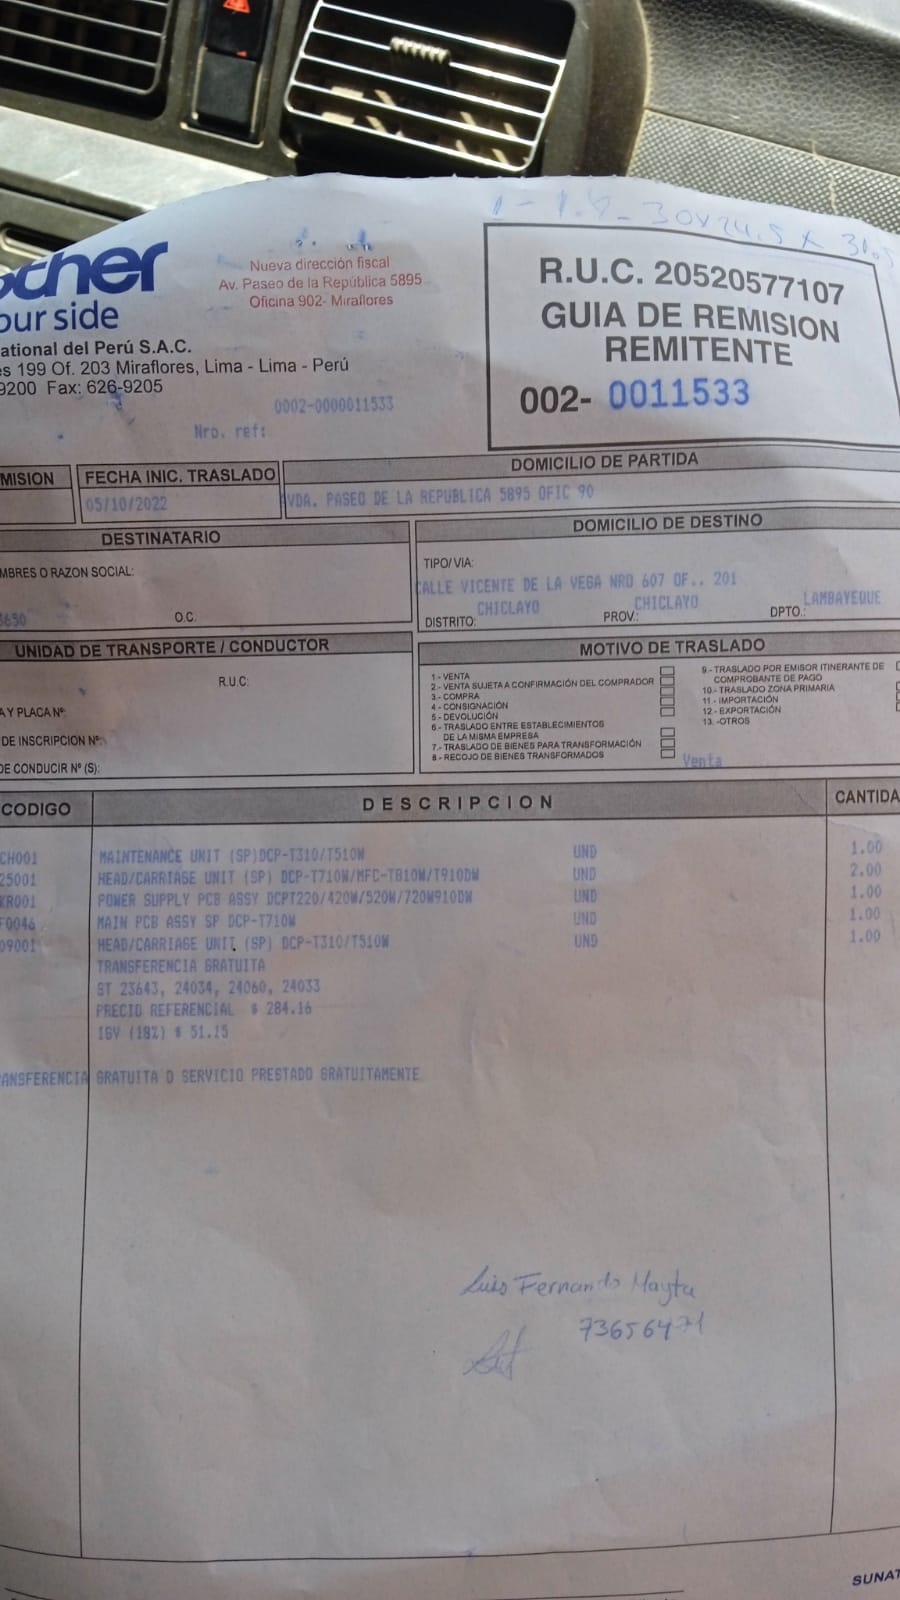 1-1.8-30x24.5x31.5
other
our side
Nueva dirección fiscal
Av. Paseo de la República 5895
Oficina 902- Miraflores
ational del Perú S.A.C.
es 199 Of. 203 Miraflores, Lima - Lima - Perú
9200 Fax: 626-9205
0002-0000011533
Nro. ref:
R.U.C. 20520577107
GUIA DE REMISION
REMITENTE
002- 0011533
MISION
FECHA INIC. TRASLADO
05/10/2022
DOMICILIO DE PARTIDA
VDA. PASEO DE LA REPUBLICA 5895 OFIC 90
DESTINATARIO
MBRES O RAZON SOCIAL:
O.C.
DOMICILIO DE DESTINO
TIPO/VIA:
CALLE VICENTE DE LA VEGA NRO 607 OF.. 201
CHICLAYO CHICLAYO LAMBAYEQUE
DISTRITO: PROV.: DPTO.:
UNIDAD DE TRANSPORTE / CONDUCTOR
R.U.C:
A Y PLACA Nº:
DE INSCRIPCION Nº:
DE CONDUCIR Nº (S):
MOTIVO DE TRASLADO
1.- VENTA
2.- VENTA SUJETA A CONFIRMACIÓN DEL COMPRADOR
3.- COMPRA
4.- CONSIGNACIÓN
5.- DEVOLUCIÓN
6.- TRASLADO ENTRE ESTABLECIMIENTOS
DE LA MISMA EMPRESA
7.- TRASLADO DE BIENES PARA TRANSFORMACIÓN
8.- RECOJO DE BIENES TRANSFORMADOS
9.- TRASLADO POR EMISOR ITINERANTE DE
COMPROBANTE DE PAGO
10.- TRASLADO ZONA PRIMARIA
11.- IMPORTACIÓN
12.- EXPORTACIÓN
13.-OTROS
Venta
CODIGO DESCRIPCION CANTIDA
CH001 MAINTENANCE UNIT (SP)DCP-T310/T510W UND 1.00
25001 HEAD/CARRIAGE UNIT (SP) DCP-T710W/MFC-T810W/T910DW UND 2.00
KR001 POWER SUPPLY PCB ASSY DCPT220/420W/520W/720W910DW UND 1.00
F0046 MAIN PCB ASSY SP DCP-T710W UND 1.00
09001 HEAD/CARRIAGE UNIT (SP) DCP-T310/T510W UND 1.00
TRANSFERENCIA GRATUITA
ST 23643, 24034, 24060, 24033
PRECIO REFERENCIAL $ 284.16
IGV (18%) $ 51.15
ANSFERENCIA GRATUITA O SERVICIO PRESTADO GRATUITAMENTE
Luis Fernando Mayta
73656471
SUNAT